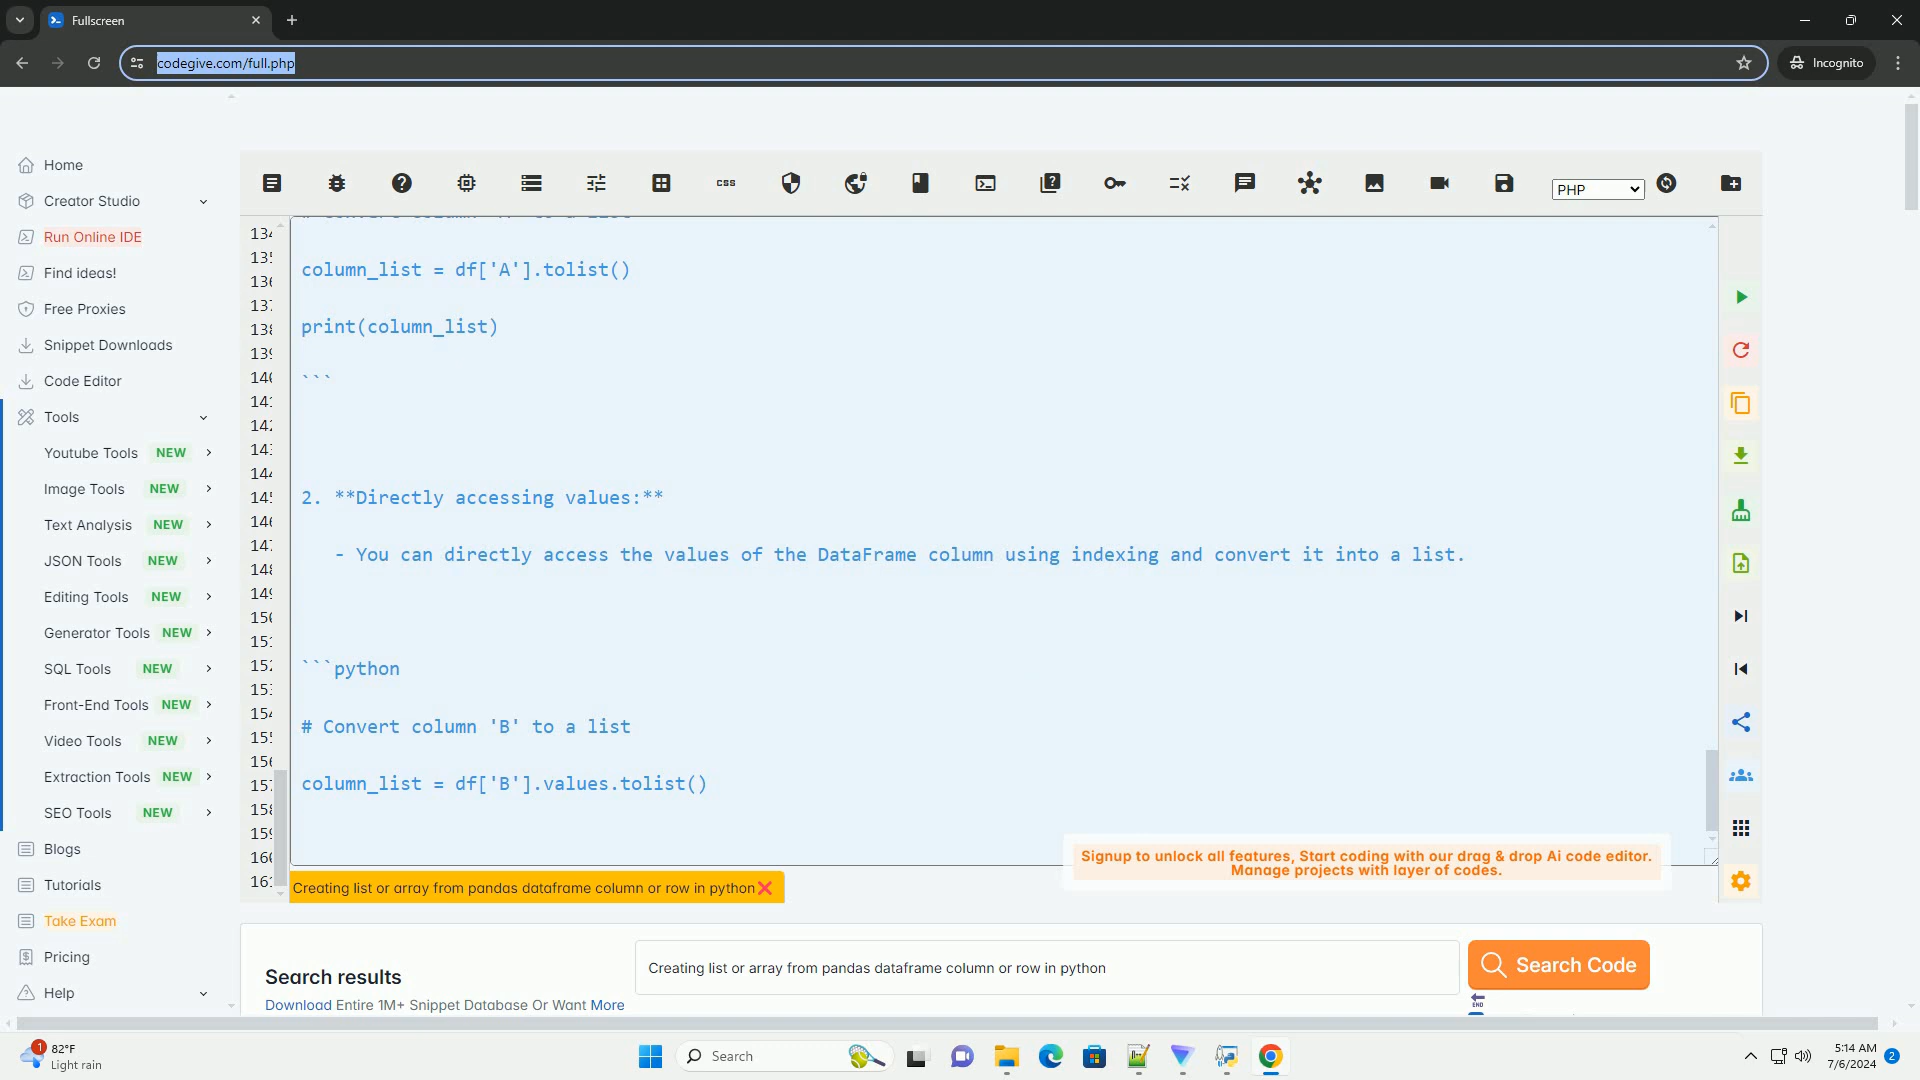 Fullscreen
codegive.com/full.php
Incognito
Home
Creator Studio
Run Online IDE
Find ideas!
Free Proxies
Snippet Downloads
Code Editor
Tools
Youtube Tools NEW
Image Tools NEW
Text Analysis NEW
JSON Tools NEW
Editing Tools NEW
Generator Tools NEW
SQL Tools NEW
Front-End Tools NEW
Video Tools NEW
Extraction Tools NEW
SEO Tools NEW
Blogs
Tutorials
Take Exam
Pricing
Help
CSS
PHP
column_list = df['A'].tolist()
print(column_list)
```
2. **Directly accessing values:**
- You can directly access the values of the DataFrame column using indexing and convert it into a list.
```python
# Convert column 'B' to a list
column_list = df['B'].values.tolist()
Signup to unlock all features, Start coding with our drag & drop Ai code editor.
Manage projects with layer of codes.
Creating list or array from pandas dataframe column or row in python
Search results
Download Entire 1M+ Snippet Database Or Want More
Creating list or array from pandas dataframe column or row in python
Search Code
END
1
82°F
Light rain
Search
5:14 AM
7/6/2024
2